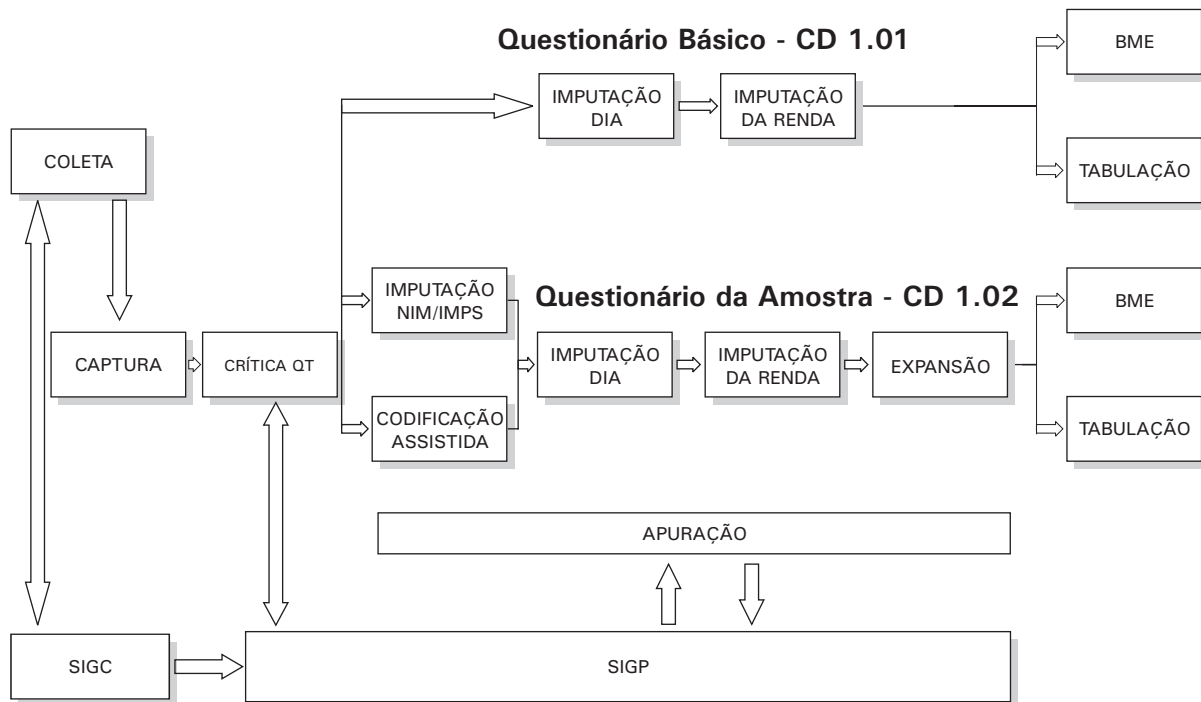 Questionário Básico - CD 1.01
BME
IMPUTAÇÃO
DIA
IMPUTAÇÃO
DA RENDA
COLETA
TABULAÇÃO
IMPUTAÇÃO
NIM/IMPS
Questionário da Amostra - CD 1.02
BME
CAPTURA
CRÍTICA QT
IMPUTAÇÃO
DIA
IMPUTAÇÃO
DA RENDA
EXPANSÃO
CODIFICAÇÃO
ASSISTIDA
TABULAÇÃO
APURAÇÃO
SIGC
SIGP